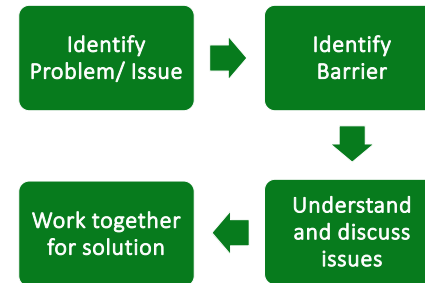 Identify
Problem/ Issue
Identify
Barrier
Understand
and discuss
issues
Work together
for solution